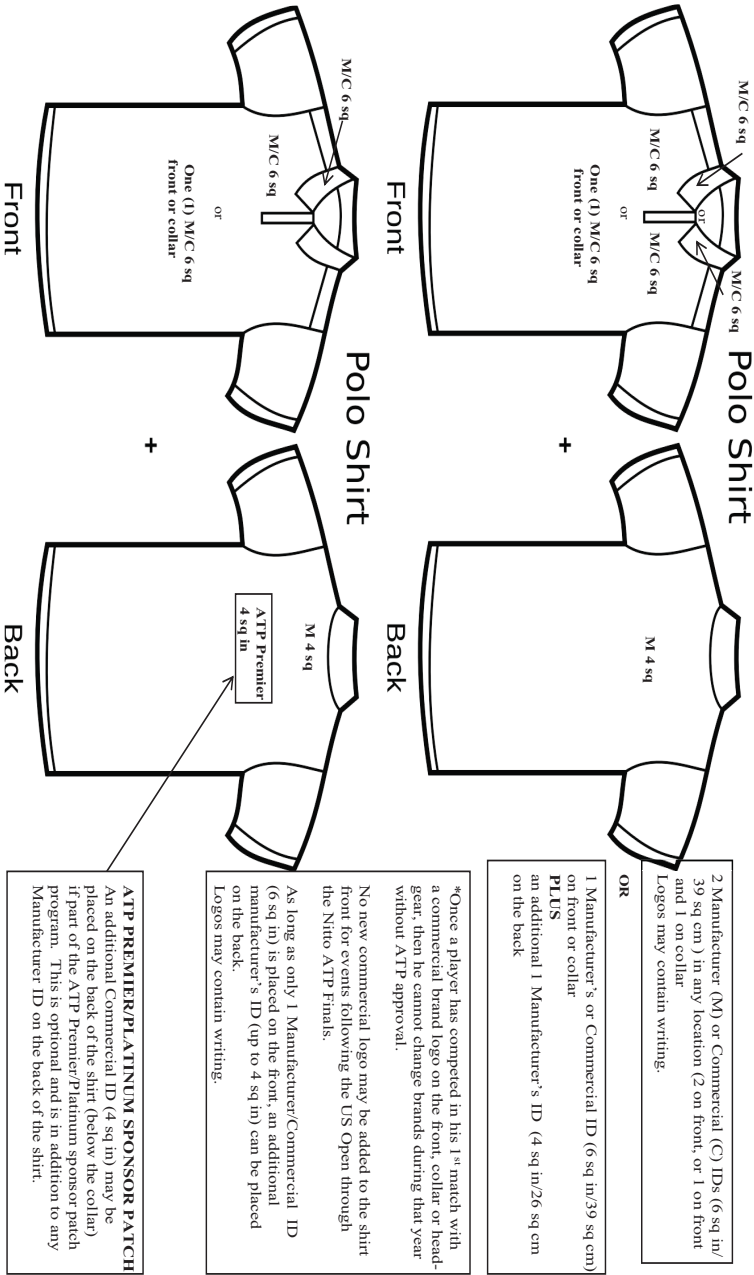 Polo Shirt
M/C 6 sq
M/C 6 sq
or
M/C 6 sq
M/C 6 sq
or
One (1) M/C 6 sq
front or collar
Front
+
M 4 sq
Back
2 Manufacturer (M) or Commercial (C) IDs (6 sq in/
39 sq cm ) in any location (2 on front, or 1 on front
and 1 on collar
Logos may contain writing.
OR
1 Manufacturer's or Commercial ID (6 sq in/39 sq cm)
on front or collar
PLUS
an additional 1 Manufacturer's ID (4 sq in/26 sq cm
on the back
Polo Shirt
M/C 6 sq
M/C 6 sq
or
One (1) M/C 6 sq
front or collar
Front
+
M 4 sq
ATP Premier
4 sq in
Back
*Once a player has competed in his 1st match with
a commercial brand logo on the front, collar or head-
gear, then he cannot change brands during that year
without ATP approval.
No new commercial logo may be added to the shirt
front for events following the US Open through
the Nitto ATP Finals.
As long as only 1 Manufacturer/Commercial ID
(6 sq in) is placed on the front, an additional
manufacturer's ID (up to 4 sq in) can be placed
on the back.
Logos may contain writing.
ATP PREMIER/PLATINUM SPONSOR PATCH
An additional Commercial ID (4 sq in) may be
placed on the back of the shirt (below the collar)
if part of the ATP Premier/Platinum sponsor patch
program. This is optional and is in addition to any
Manufacturer ID on the back of the shirt.